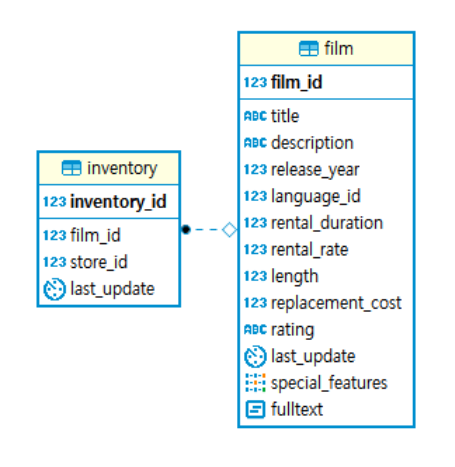 inventory
123 inventory_id
123 film_id
123 store_id
last_update
film
123 film_id
ABC title
ABC description
123 release_year
123 language_id
123 rental_duration
123 rental_rate
123 length
123 replacement_cost
ABC rating
last_update
special_features
fulltext